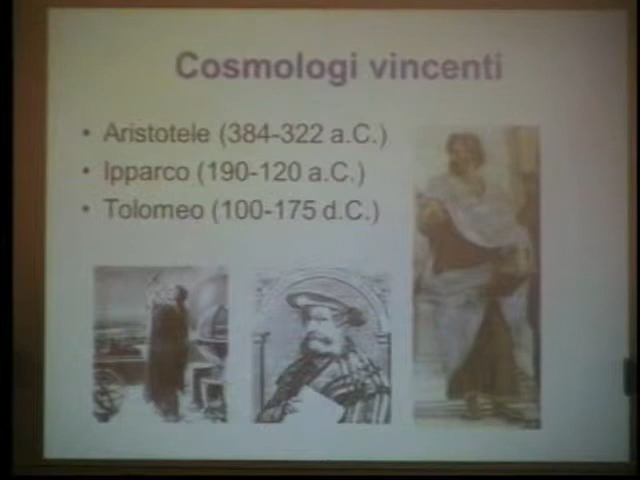 Cosmologi vincenti
• Aristotele (384-322 a.C.)
• Ipparco (190-120 a.C.)
• Tolomeo (100-175 d.C.)